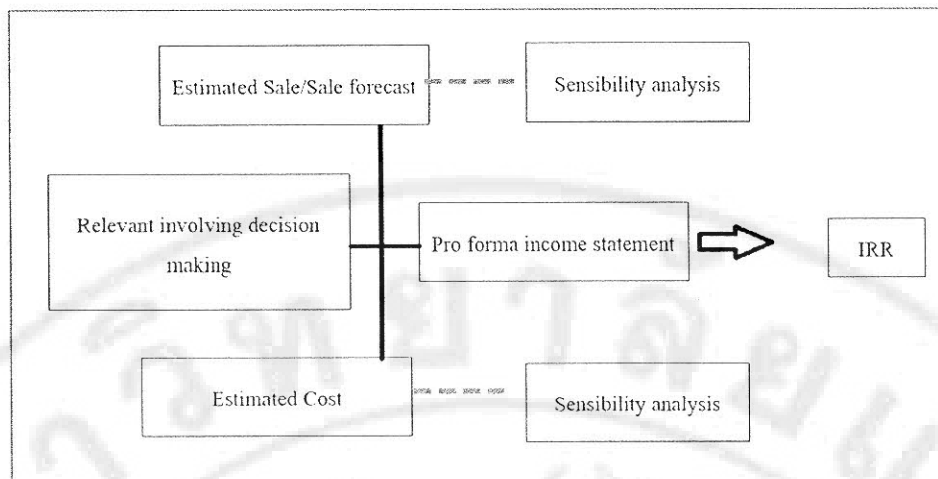 Estimated Sale/Sale forecast
Sensibility analysis
Relevant involving decision
making
Pro forma income statement
IRR
Estimated Cost
Sensibility analysis